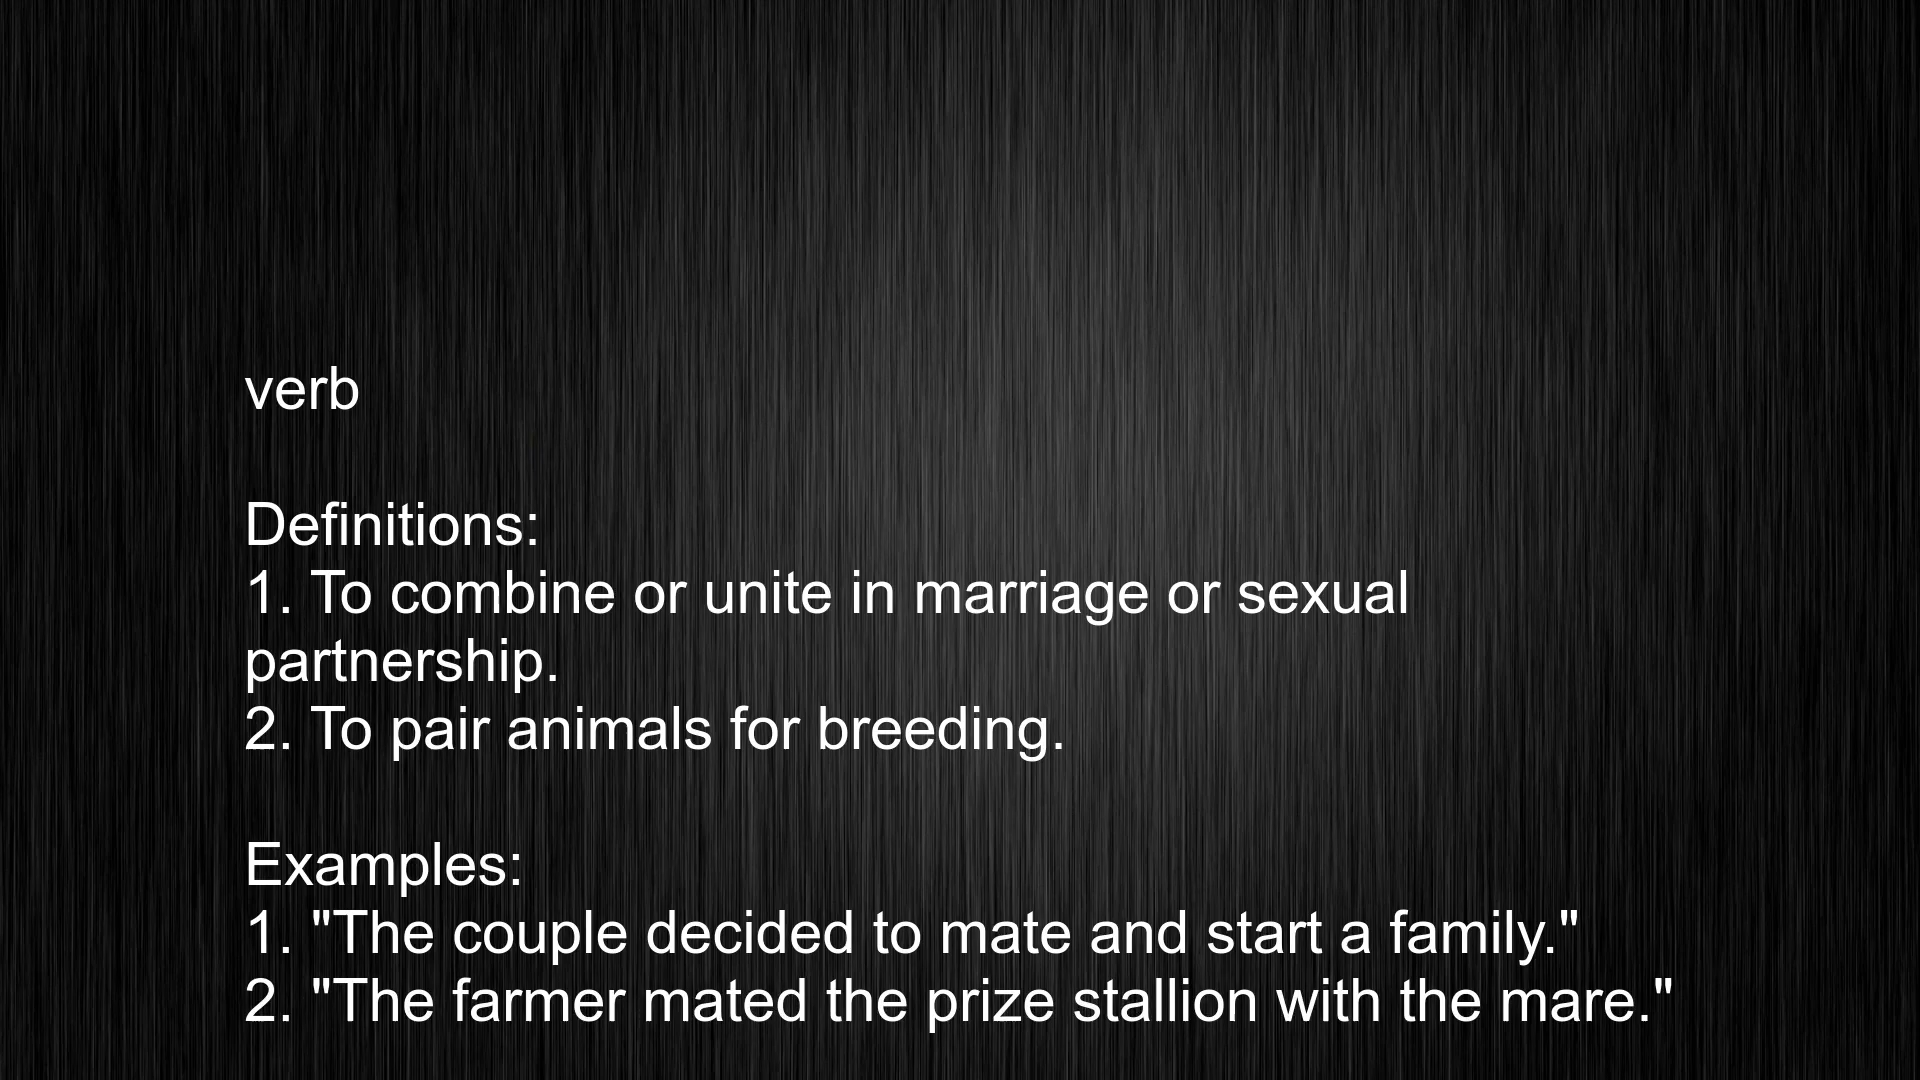 verb
Definitions:
1. To combine or unite in marriage or sexual
partnership.
2. To pair animals for breeding.
Examples:
1. "The couple decided to mate and start a family."
2. "The farmer mated the prize stallion with the mare."